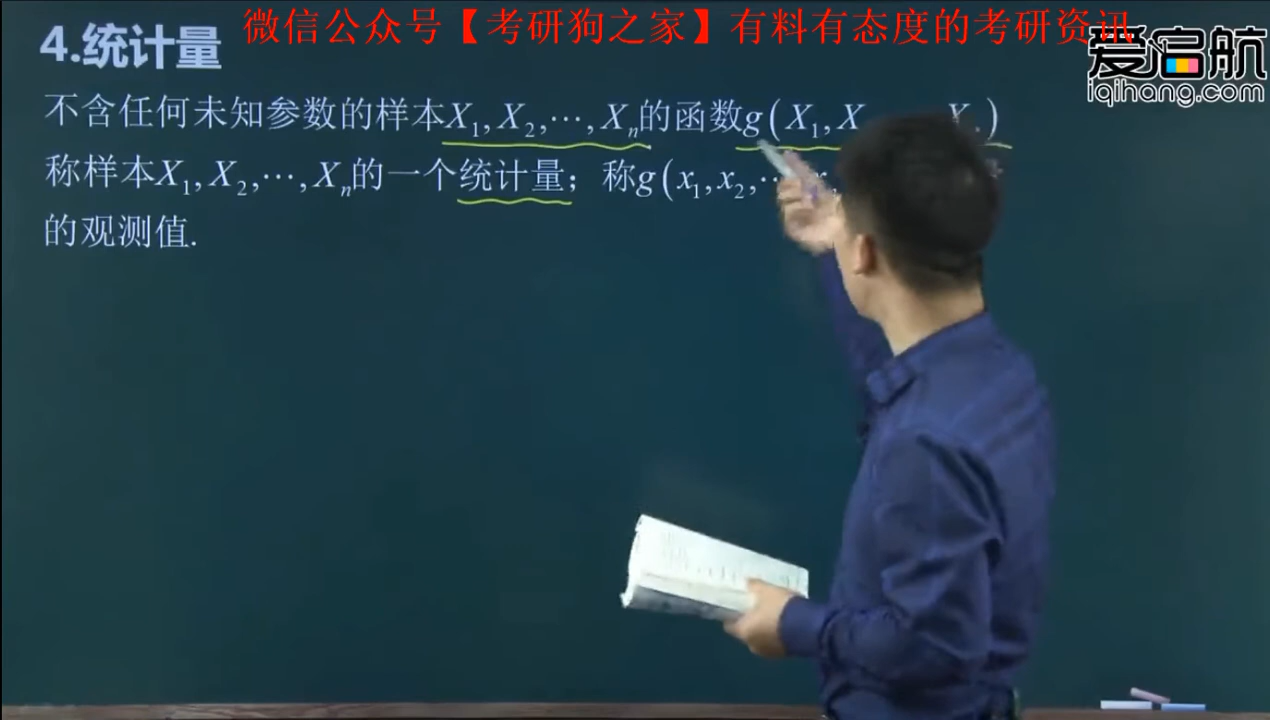 微信公众号【考研狗之家】有料有态度的考研资讯
爱启航
iqihang.com
4.统计量
不含任何未知参数的样本X₁,X₂,⋯,Xₙ的函数g(X₁,X )
称样本X₁,X₂,⋯,Xₙ的一个统计量；称g(x₁,x₂,
的观测值.